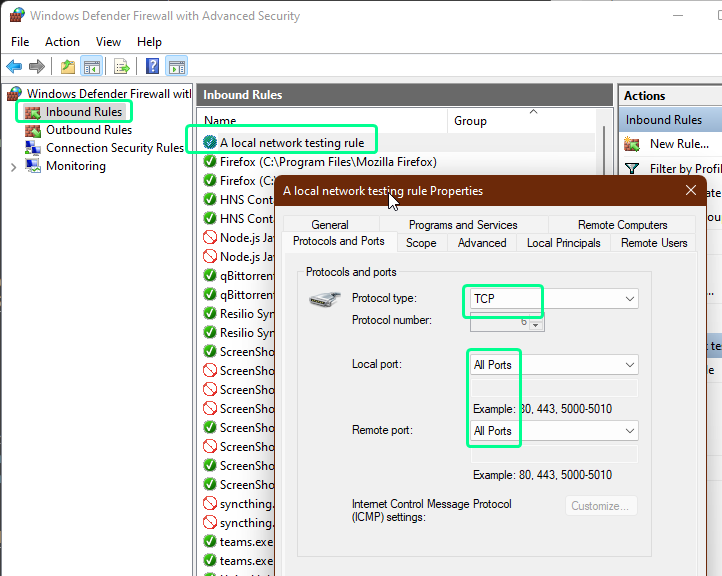 Windows Defender Firewall with Advanced Security
File Action View Help
Windows Defender Firewall wit
Inbound Rules
Outbound Rules
Connection Security Rules
Monitoring
Inbound Rules
Name Group
A local network testing rule
Firefox (C:\Program Files\Mozilla Firefox)
Firefox (C:
HNS Cont
HNS Cont
Node.js Ja
Node.js Ja
qBittorren
qBittorren
Resilio Syn
Resilio Syn
ScreenSho
ScreenSho
ScreenSho
ScreenSho
ScreenSho
ScreenSho
ScreenSho
ScreenSho
syncthing.
syncthing.
teams.exe
teams.exe
Actions
Inbound Rules
New Rule...
Filter by Profil
A local network testing rule Properties
General Programs and Services Remote Computers
Protocols and Ports Scope Advanced Local Principals Remote Users
Protocols and ports
Protocol type: TCP
Protocol number: 6
Local port: All Ports
Example: 80, 443, 5000-5010
Remote port: All Ports
Example: 80, 443, 5000-5010
Internet Control Message Protocol
(ICMP) settings: Customize...